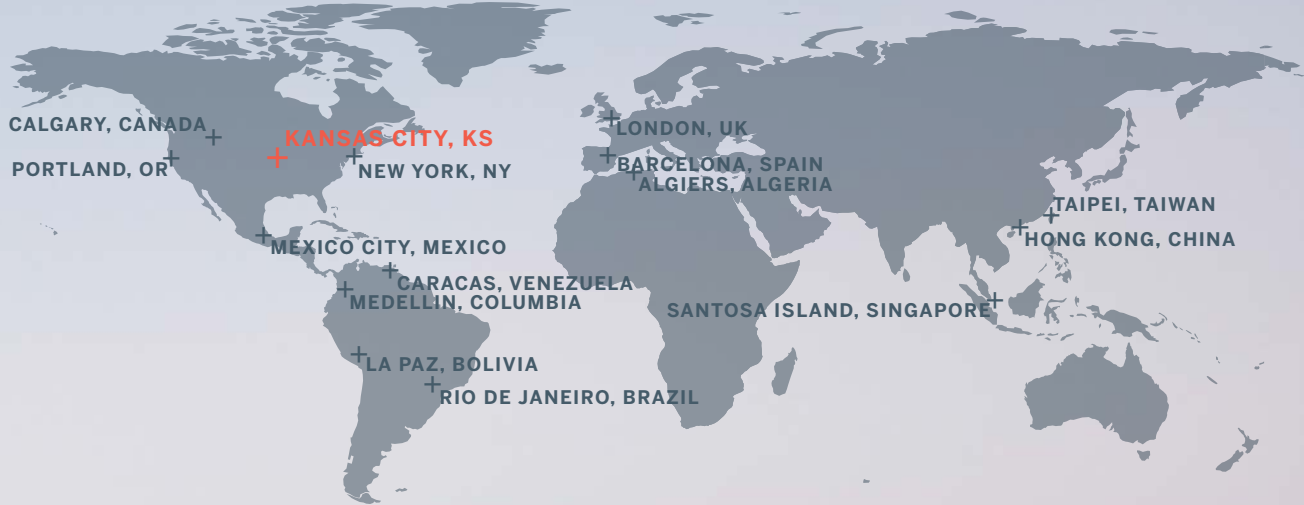 CALGARY, CANADA
KANSAS CITY, KS
PORTLAND, OR
NEW YORK, NY
MEXICO CITY, MEXICO
CARACAS, VENEZUELA
MEDELLIN, COLUMBIA
LA PAZ, BOLIVIA
RIO DE JANEIRO, BRAZIL
LONDON, UK
BARCELONA, SPAIN
ALGIERS, ALGERIA
TAIPEI, TAIWAN
HONG KONG, CHINA
SANTOSA ISLAND, SINGAPORE